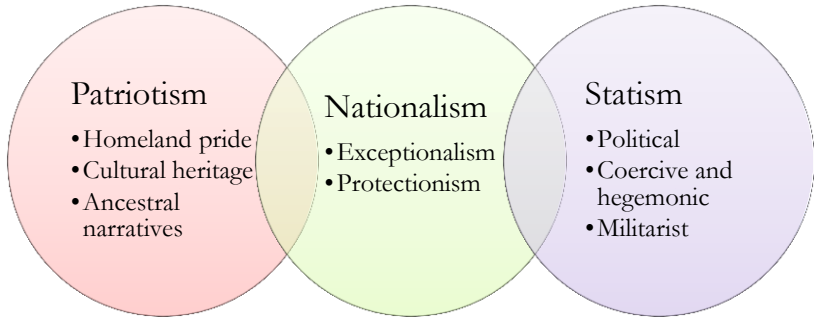 Patriotism
•Homeland pride
•Cultural heritage
•Ancestral
narratives
Nationalism
•Exceptionalism
•Protectionism
Statism
•Political
•Coercive and
hegemonic
•Militarist